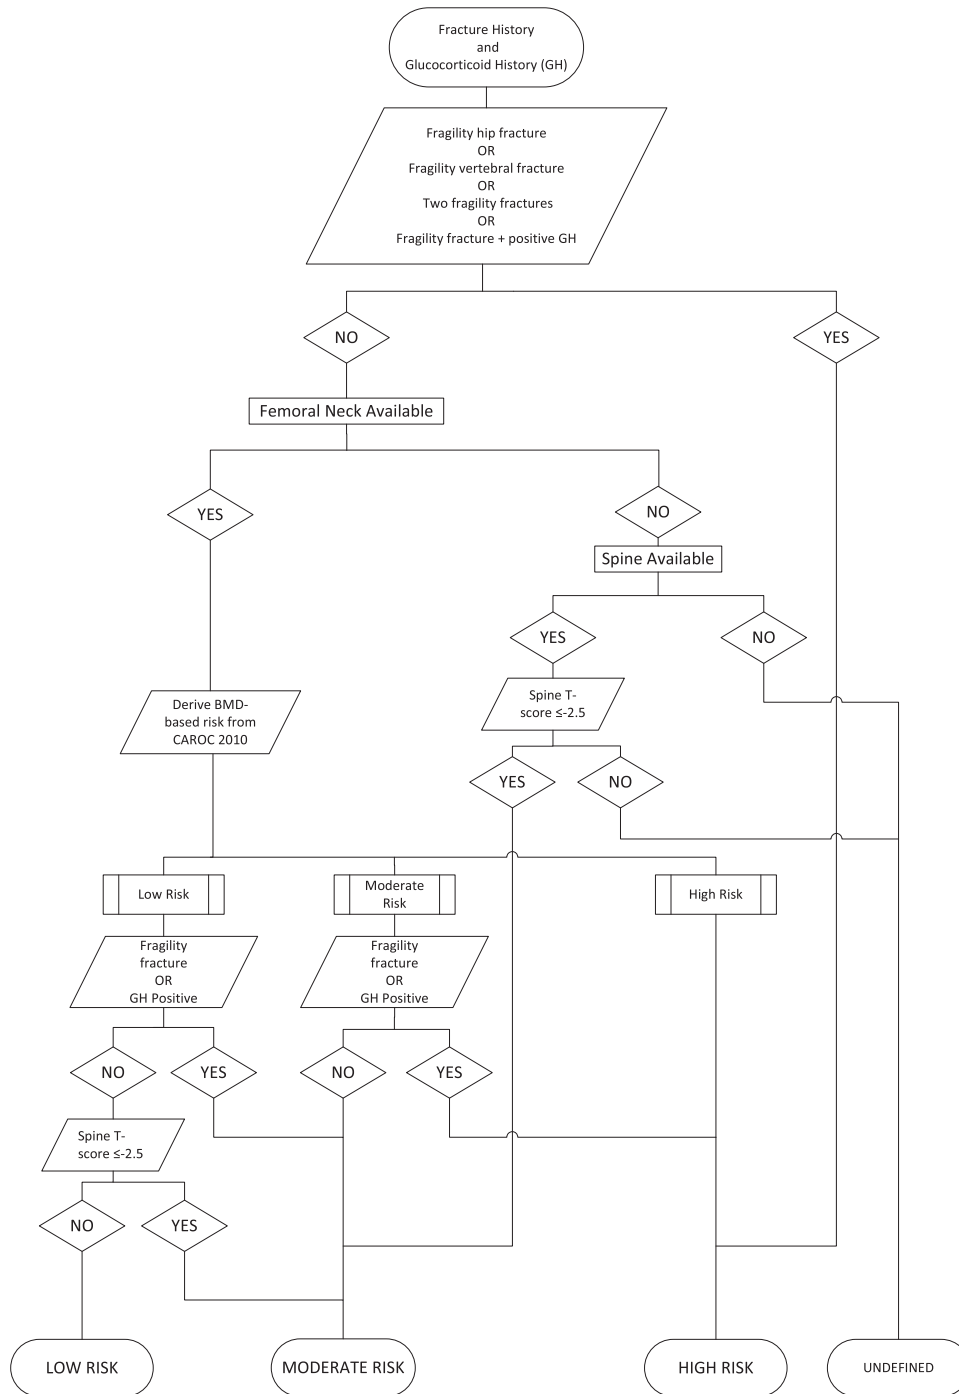 Fracture History
and
Glucocorticoid History (GH)
Fragility hip fracture
OR
Fragility vertebral fracture
OR
Two fragility fractures
OR
Fragility fracture + positive GH
NO
YES
Femoral Neck Available
YES
NO
Spine Available
YES
NO
Spine T-
score ≤-2.5
Derive BMD-
based risk from
CAROC 2010
YES
NO
Low Risk
Moderate
Risk
High Risk
Fragility
fracture
OR
GH Positive
Fragility
fracture
OR
GH Positive
NO
YES
NO
YES
Spine T-
score ≤-2.5
NO
YES
LOW RISK
MODERATE RISK
HIGH RISK
UNDEFINED